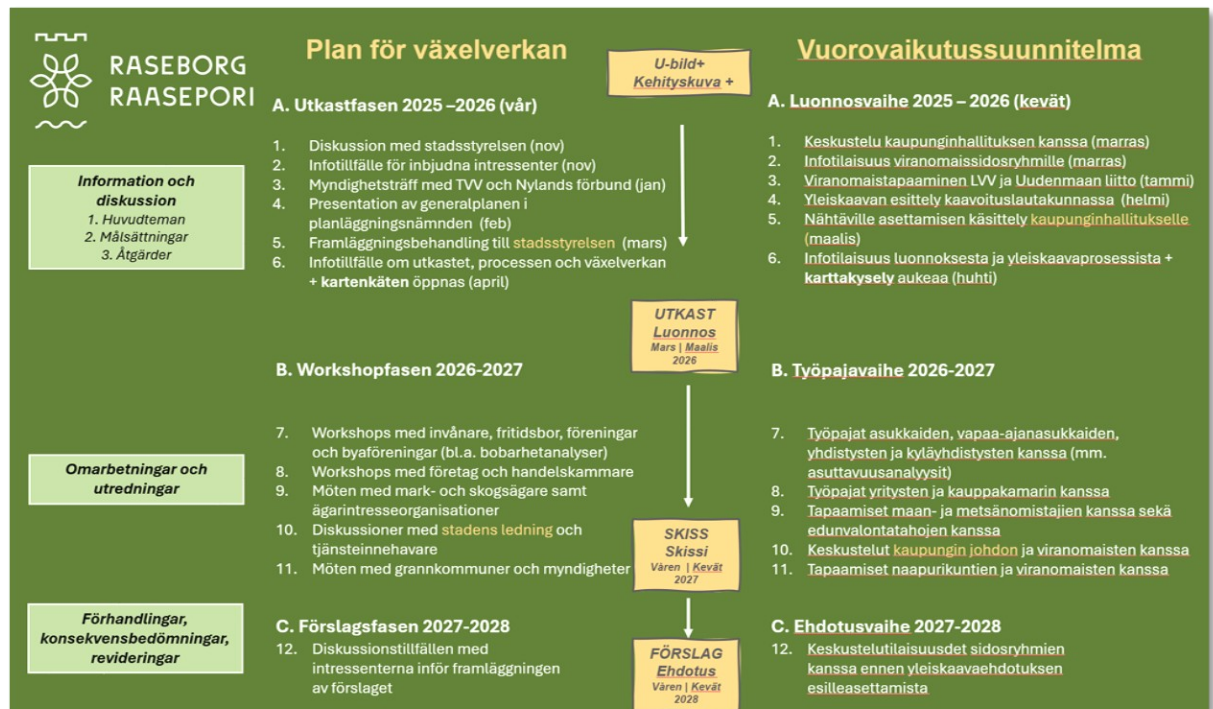 RASEBORG
RAASEPORI
Plan för växelverkan
U-bild+
Kehityskuva +
Vuorovaikutussuunnitelma
Information och
diskussion
1. Huvudteman
2. Målsättningar
3. Åtgärder
A. Utkastfasen 2025 –2026 (vår)
1. Diskussion med stadsstyrelsen (nov)
2. Infotillfälle för inbjudna intressenter (nov)
3. Myndighetsträff med TVV och Nylands förbund (jan)
4. Presentation av generalplanen i
planläggningsnämnden (feb)
5. Framläggningsbehandling till stadsstyrelsen (mars)
6. Infotillfälle om utkastet, processen och växelverkan
+ kartenkäten öppnas (april)
A. Luonnosvaihe 2025 – 2026 (kevät)
1. Keskustelu kaupunginhallituksen kanssa (marras)
2. Infotilaisuus viranomaissidosryhmille (marras)
3. Viranomaistapaaminen LVV ja Uudenmaan liitto (tammi)
4. Yleiskaavan esittely kaavoituslautakunnassa (helmi)
5. Nähtäville asettamisen käsittely kaupunginhallitukselle
(maalis)
6. Infotilaisuus luonnoksesta ja yleiskaavaprosessista +
karttakysely aukeaa (huhti)
UTKAST
Luonnos
Mars | Maalis
2026
Omarbetningar och
utredningar
B. Workshopfasen 2026-2027
7. Workshops med invånare, fritidsbor, föreningar
och byaföreningar (bl.a. bobarhetanalyser)
8. Workshops med företag och handelskammare
9. Möten med mark- och skogsägare samt
ägarintresseorganisationer
10. Diskussioner med stadens ledning och
tjänsteinnehavare
11. Möten med grannkommuner och myndigheter
B. Työpajavaihe 2026-2027
7. Työpajat asukkaiden, vapaa-ajanasukkaiden,
yhdistysten ja kyläyhdistysten kanssa (mm.
asuttavuusanalyysit)
8. Työpajat yritysten ja kauppakamarin kanssa
9. Tapaamiset maan- ja metsänomistajien kanssa sekä
edunvalontatahojen kanssa
10. Keskustelut kaupungin johdon ja viranomaisten kanssa
11. Tapaamiset naapurikuntien ja viranomaisten kanssa
SKISS
Skissi
Våren | Kevät
2027
Förhandlingar,
konsekvensbedömningar,
revideringar
C. Förslagsfasen 2027-2028
12. Diskussionstillfällen med
intressenterna inför framläggningen
av förslaget
FÖRSLAG
Ehdotus
Våren | Kevät
2028
C. Ehdotusvaihe 2027-2028
12. Keskustelutilaisuusdet sidosryhmien
kanssa ennen yleiskaavaehdotuksen
esilleasettamista